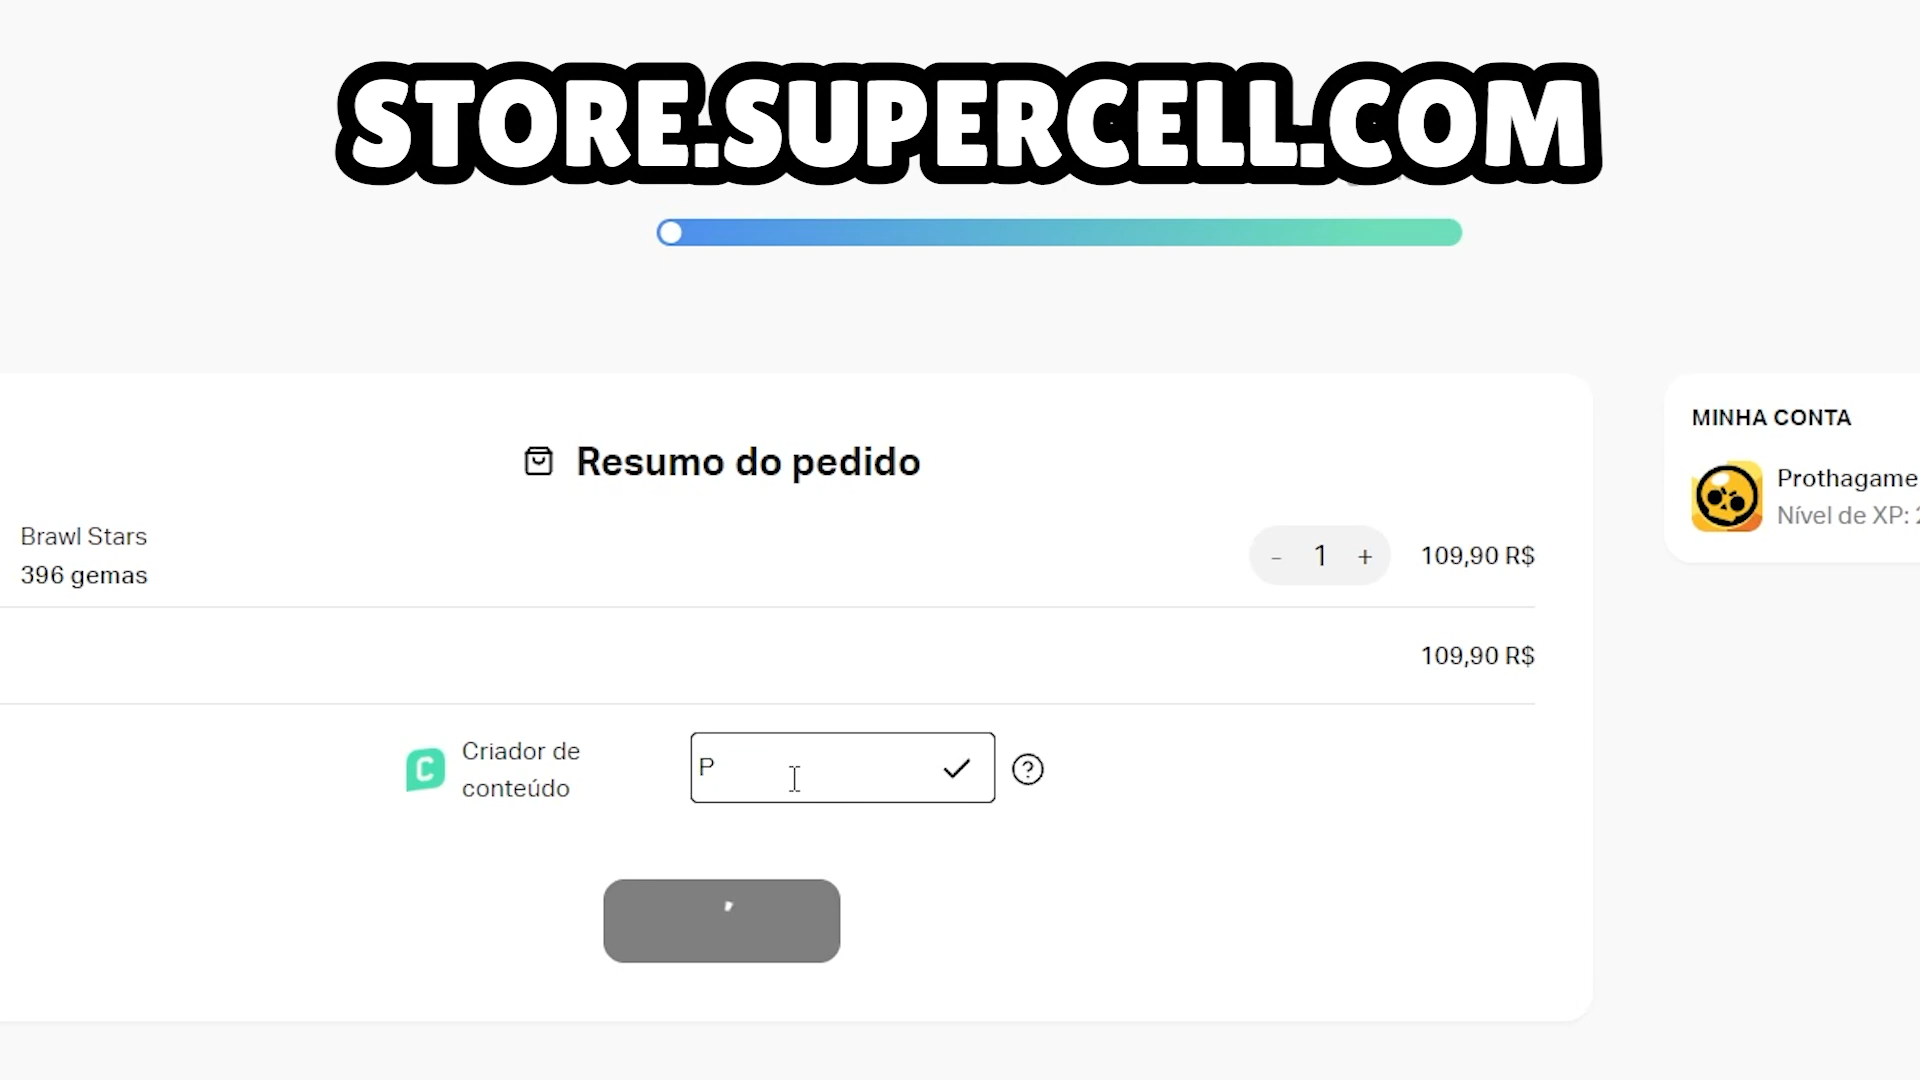 STORE.SUPERCELL.COM
Resumo do pedido
MINHA CONTA
Prothagame
Nível de XP: 2
Brawl Stars
396 gemas
- 1 + 109,90 R$
109,90 R$
C Criador de
conteúdo
P
?